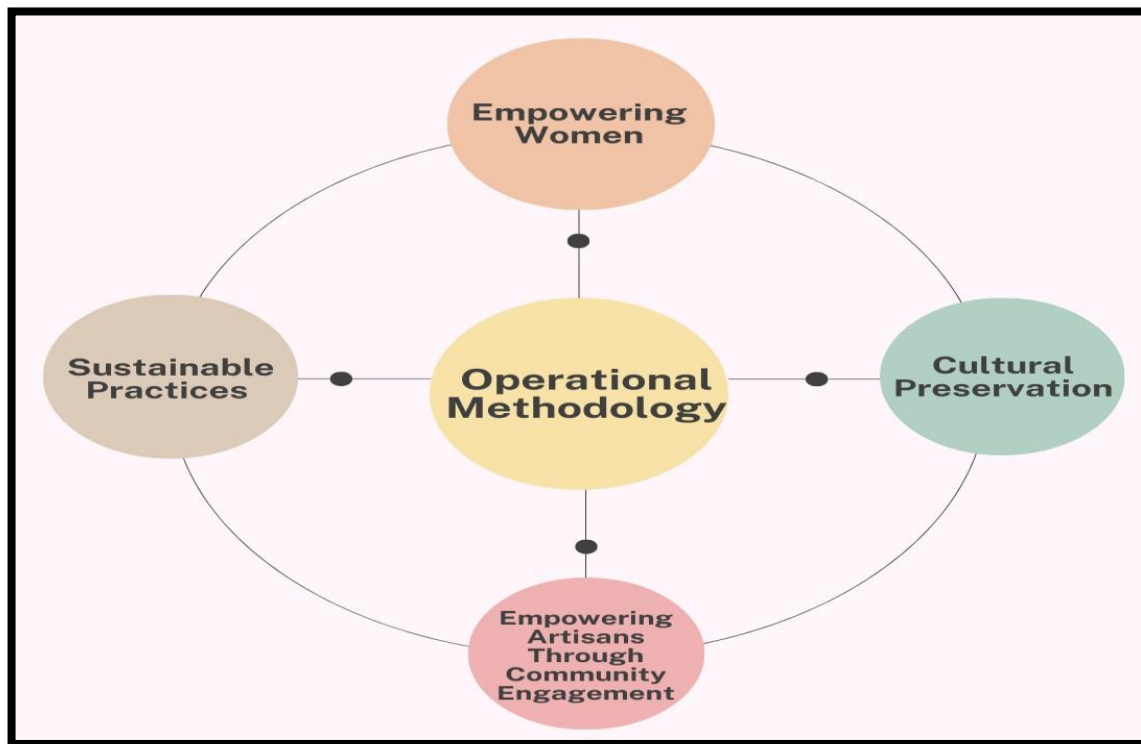 Empowering
Women
Sustainable
Practices
Operational
Methodology
Cultural
Preservation
Empowering
Artisans
Through
Community
Engagement